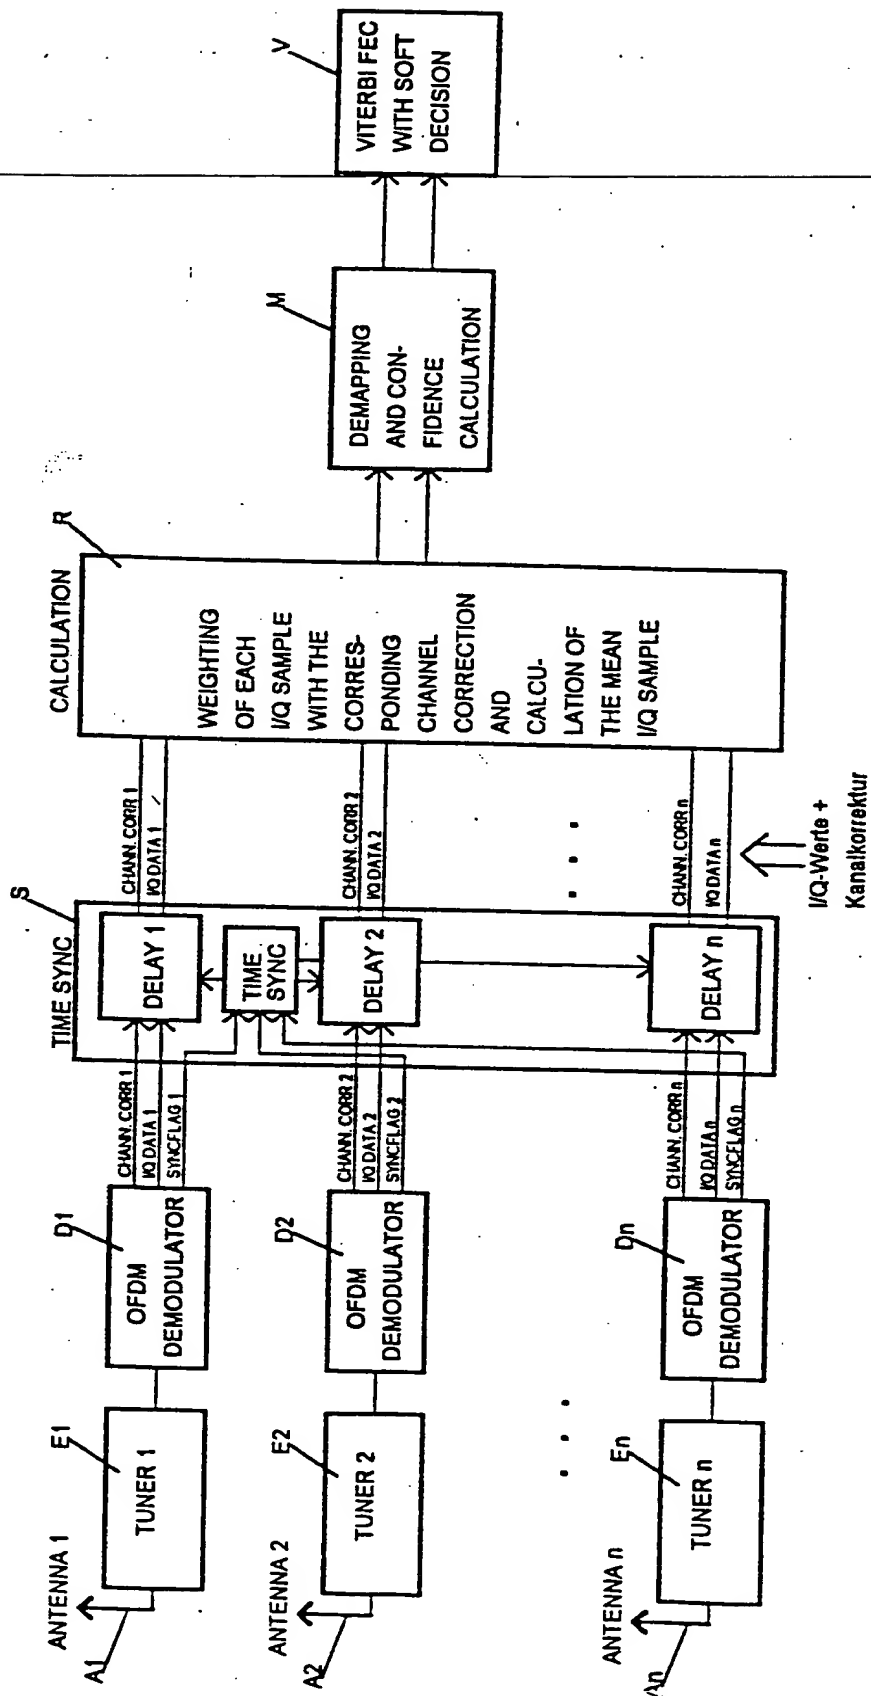 ANTENNA 1
A1
TUNER 1
E1
OFDM
DEMODULATOR
D1
CHANN. CORR 1
I/Q DATA 1
SYNCFLAG 1
ANTENNA 2
A2
TUNER 2
E2
OFDM
DEMODULATOR
D2
CHANN. CORR 2
I/Q DATA 2
SYNCFLAG 2
. . .
ANTENNA n
An
TUNER n
En
OFDM
DEMODULATOR
Dn
CHANN. CORR n
I/Q DATA n
SYNCFLAG n
TIME SYNC
S
DELAY 1
TIME
SYNC
DELAY 2
DELAY n
CHANN. CORR 1
I/Q DATA 1
CHANN. CORR 2
I/Q DATA 2
. . .
CHANN. CORR n
I/Q DATA n
I/Q-Werte +
Kanalkorrektur
CALCULATION
R
WEIGHTING
OF EACH
I/Q SAMPLE
WITH THE
CORRES-
PONDING
CHANNEL
CORRECTION
AND
CALCU-
LATION OF
THE MEAN
I/Q SAMPLE
M
DEMAPPING
AND CON-
FIDENCE
CALCULATION
V
VITERBI FEC
WITH SOFT
DECISION